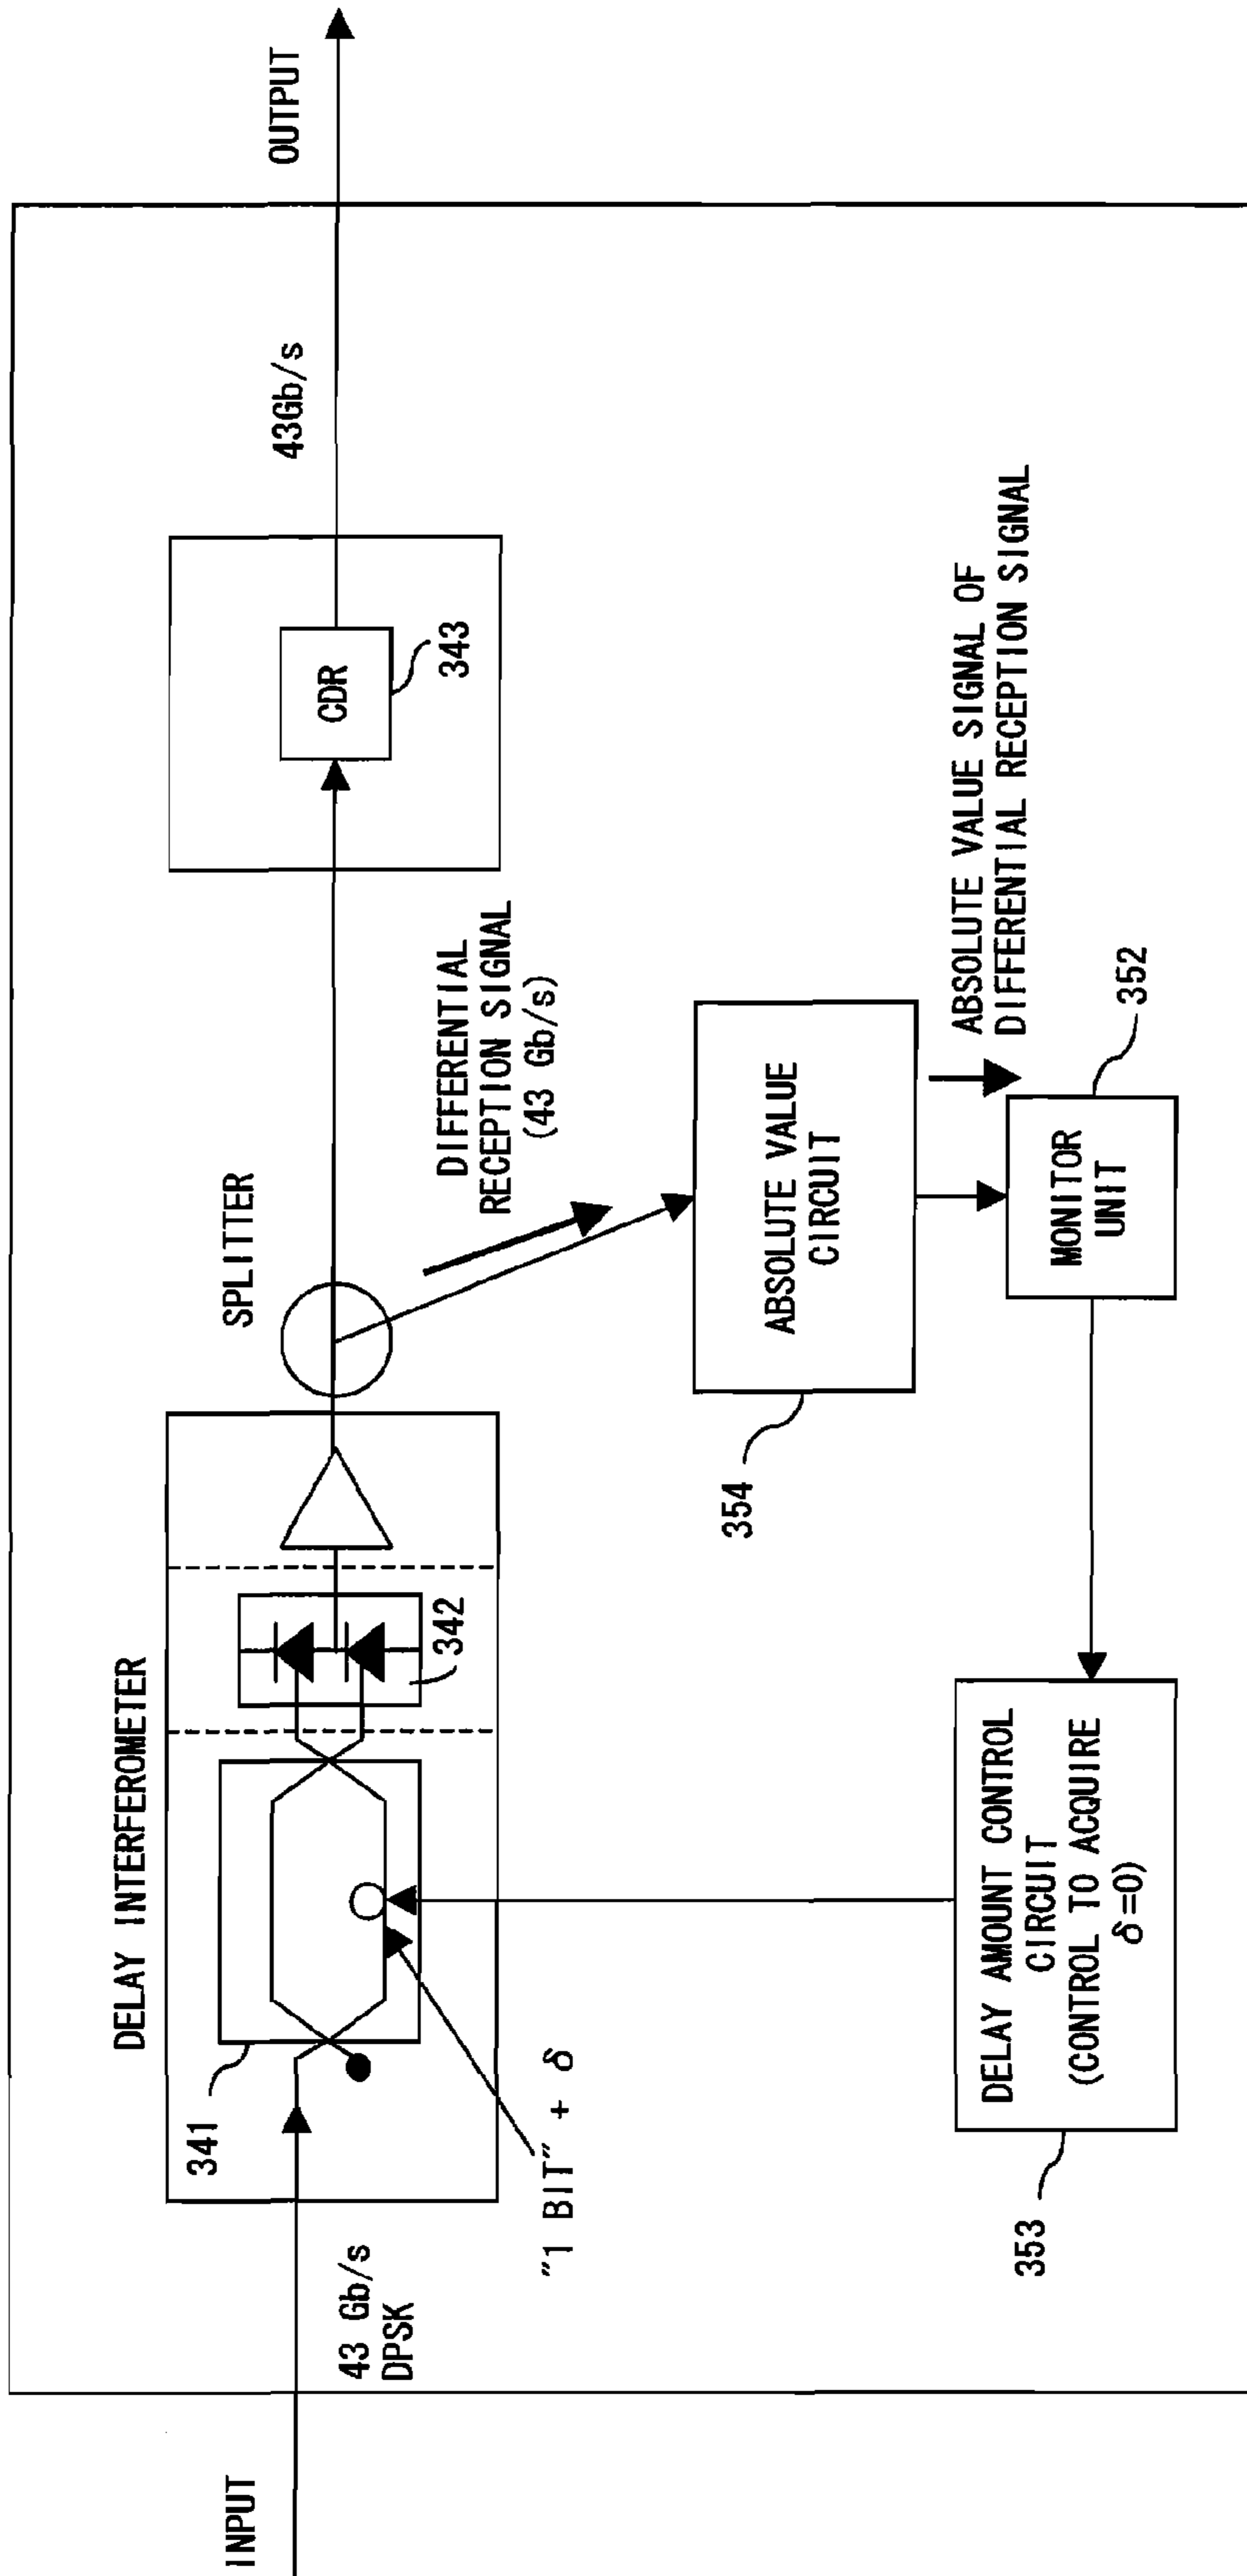 INPUT
43 Gb/s
DPSK
DELAY INTERFEROMETER
341
"1 BIT" + δ
342
SPLITTER
DIFFERENTIAL
RECEPTION SIGNAL
(43 Gb/s)
CDR
343
43Gb/s
OUTPUT
ABSOLUTE VALUE
CIRCUIT
354
ABSOLUTE VALUE SIGNAL OF
DIFFERENTIAL RECEPTION SIGNAL
MONITOR
UNIT
352
DELAY AMOUNT CONTROL
CIRCUIT
(CONTROL TO ACQUIRE
δ=0)
353